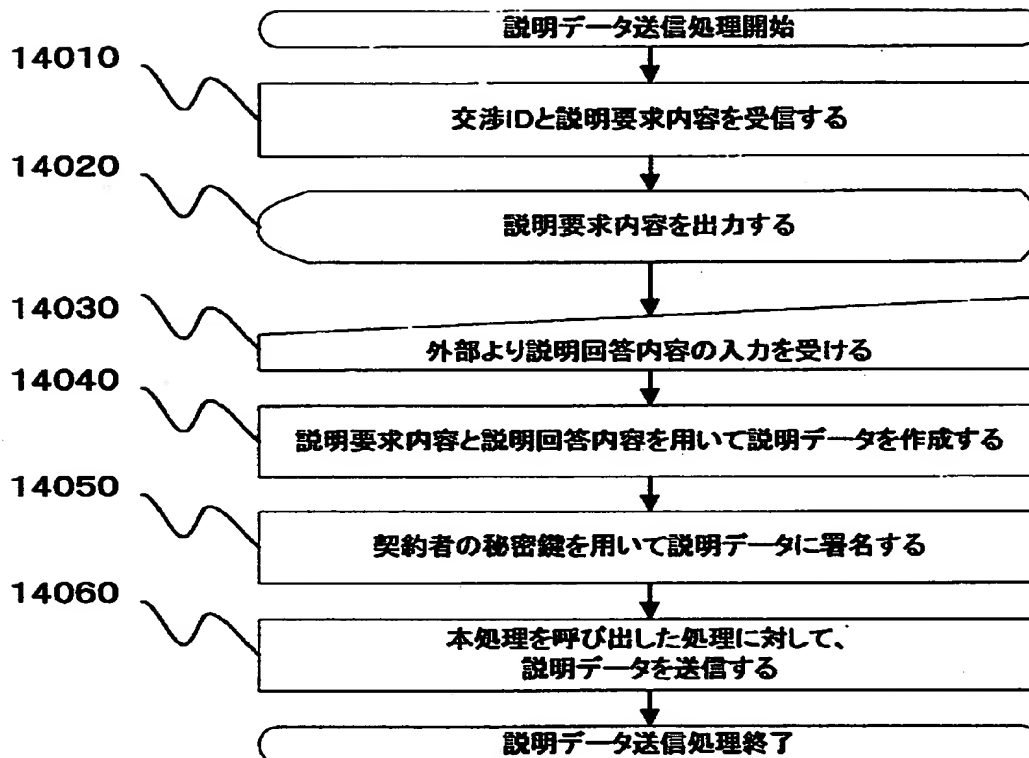 説明データ送信処理開始
14010
交渉IDと説明要求内容を受信する
14020
説明要求内容を出力する
14030
外部より説明回答内容の入力を受ける
14040
説明要求内容と説明回答内容を用いて説明データを作成する
14050
契約者の秘密鍵を用いて説明データに署名する
14060
本処理を呼び出した処理に対して、
説明データを送信する
説明データ送信処理終了